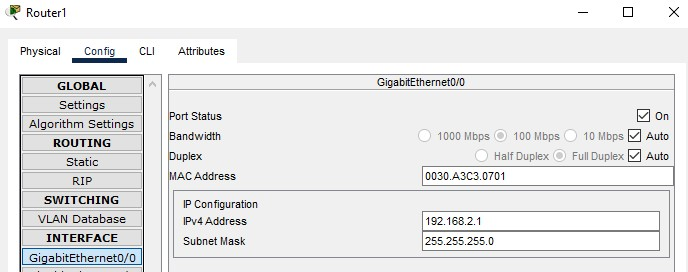 Router1
Physical Config CLI Attributes
GLOBAL
Settings
Algorithm Settings
ROUTING
Static
RIP
SWITCHING
VLAN Database
INTERFACE
GigabitEthernet0/0
GigabitEthernet0/0
Port Status On
Bandwidth 1000 Mbps 100 Mbps 10 Mbps Auto
Duplex Half Duplex Full Duplex Auto
MAC Address 0030.A3C3.0701
IP Configuration
IPv4 Address 192.168.2.1
Subnet Mask 255.255.255.0